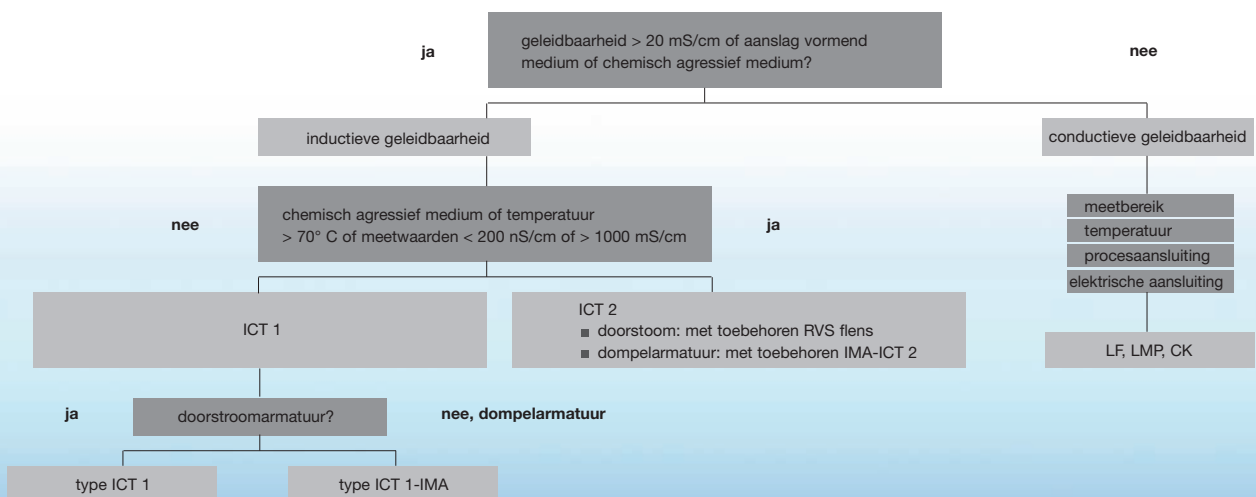 ja
geleidbaarheid > 20 mS/cm of aanslag vormend
medium of chemisch agressief medium?
nee
inductieve geleidbaarheid
conductieve geleidbaarheid
nee
chemisch agressief medium of temperatuur
> 70° C of meetwaarden < 200 nS/cm of > 1000 mS/cm
ja
meetbereik
temperatuur
procesaansluiting
elektrische aansluiting
ICT 1
ICT 2
■ doorstoom: met toebehoren RVS flens
■ dompelarmatuur: met toebehoren IMA-ICT 2
LF, LMP, CK
ja
doorstroomarmatuur?
nee, dompelarmatuur
type ICT 1
type ICT 1-IMA